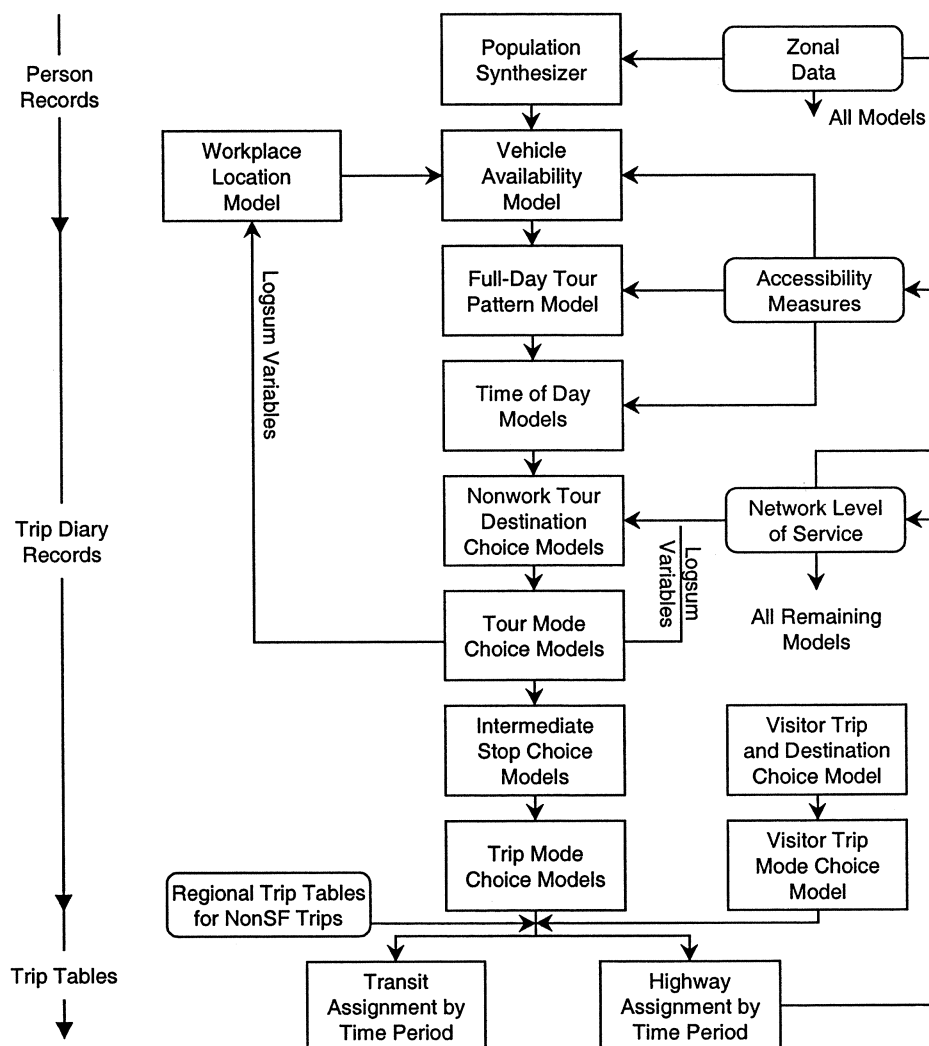 Person
Records
Population
Synthesizer
Zonal
Data
All Models
Workplace
Location
Model
Vehicle
Availability
Model
Full-Day Tour
Pattern Model
Accessibility
Measures
Logsum Variables
Time of Day
Models
Trip Diary
Records
Nonwork Tour
Destination
Choice Models
Network Level
of Service
Logsum
Variables
All Remaining
Models
Tour Mode
Choice Models
Intermediate
Stop Choice
Models
Visitor Trip
and Destination
Choice Model
Trip Mode
Choice Models
Visitor Trip
Mode Choice
Model
Regional Trip Tables
for NonSF Trips
Trip Tables
Transit
Assignment by
Time Period
Highway
Assignment by
Time Period